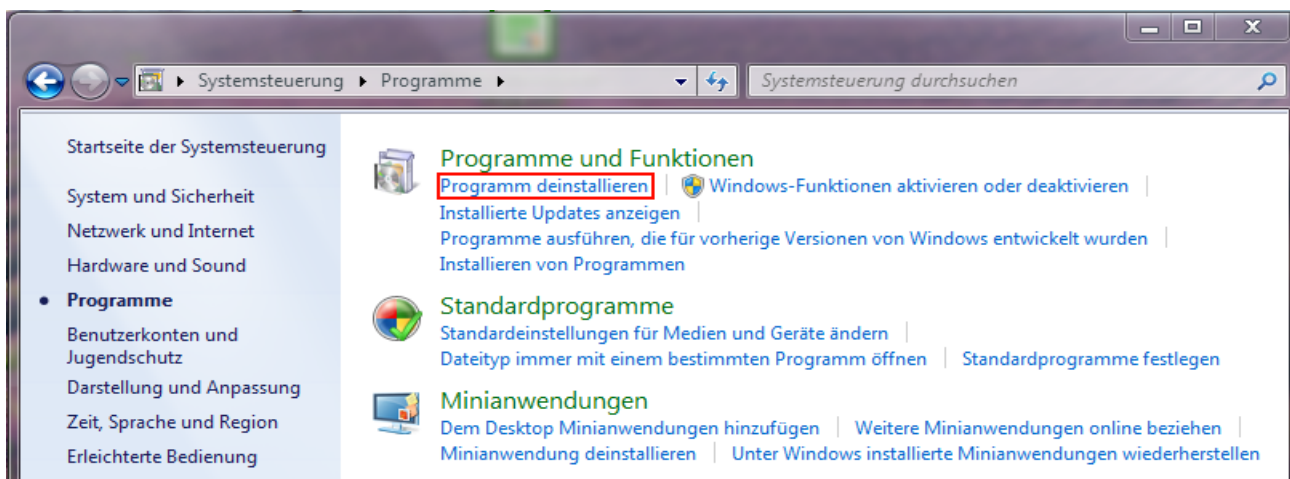 Systemsteuerung Programme
Systemsteuerung durchsuchen
Startseite der Systemsteuerung
System und Sicherheit
Netzwerk und Internet
Hardware und Sound
Programme
Benutzerkonten und
Jugendschutz
Darstellung und Anpassung
Zeit, Sprache und Region
Erleichterte Bedienung
Programme und Funktionen
Programm deinstallieren Windows-Funktionen aktivieren oder deaktivieren
Installierte Updates anzeigen
Programme ausführen, die für vorherige Versionen von Windows entwickelt wurden
Installieren von Programmen
Standardprogramme
Standardeinstellungen für Medien und Geräte ändern
Dateityp immer mit einem bestimmten Programm öffnen Standardprogramme festlegen
Minianwendungen
Dem Desktop Minianwendungen hinzufügen Weitere Minianwendungen online beziehen
Minianwendung deinstallieren Unter Windows installierte Minianwendungen wiederherstellen